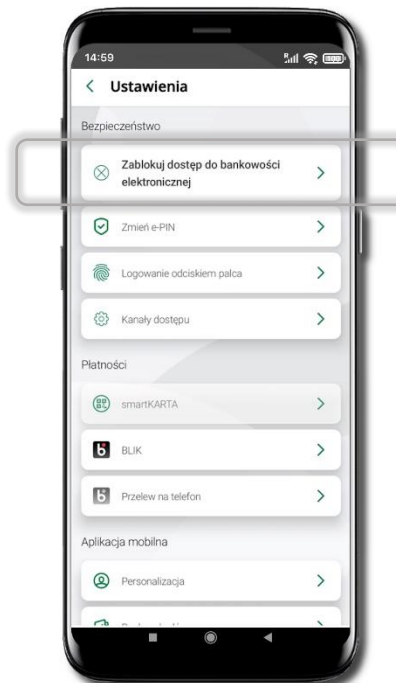 14:59
Ustawienia
Bezpieczeństwo
Zablokuj dostęp do bankowości
elektronicznej
Zmień e-PIN
Logowanie odciskiem palca
Kanały dostępu
Płatności
smartKARTA
BLIK
Przelew na telefon
Aplikacja mobilna
Personalizacja